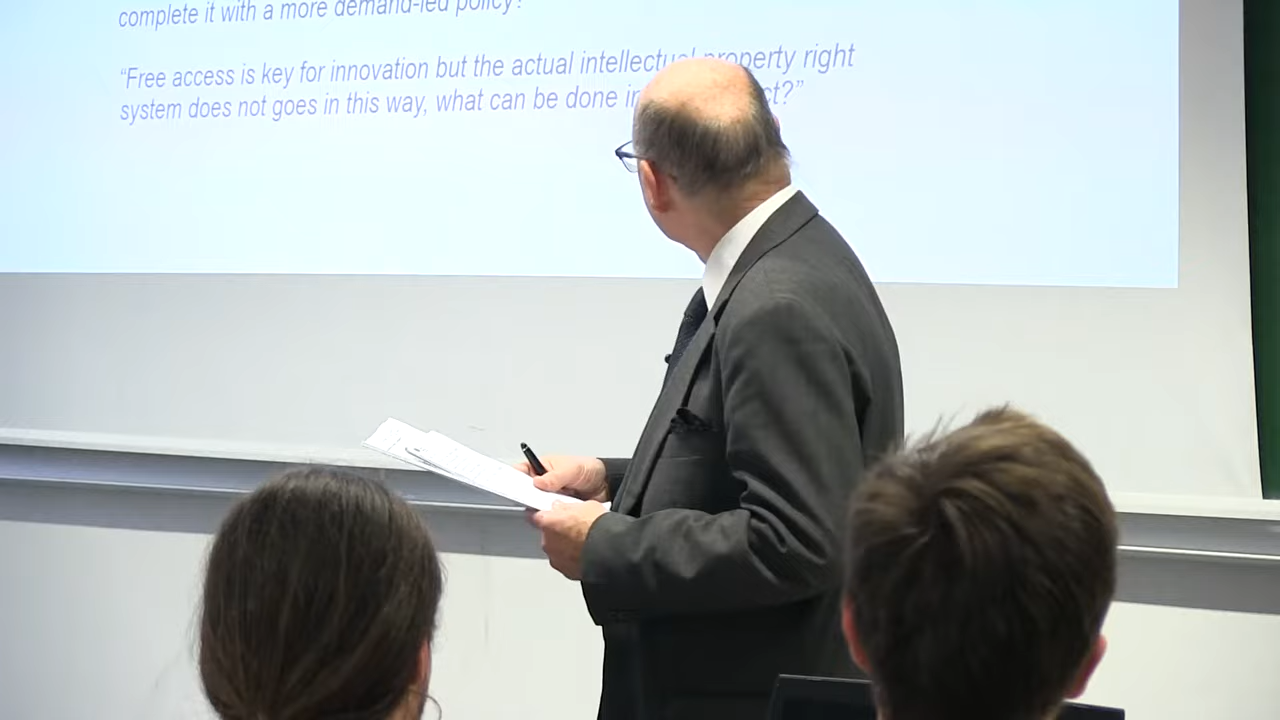 complete it with a more demand-led policy?
“Free access is key for innovation but the actual intellectual property right
system does not goes in this way, what can be done in ct?”